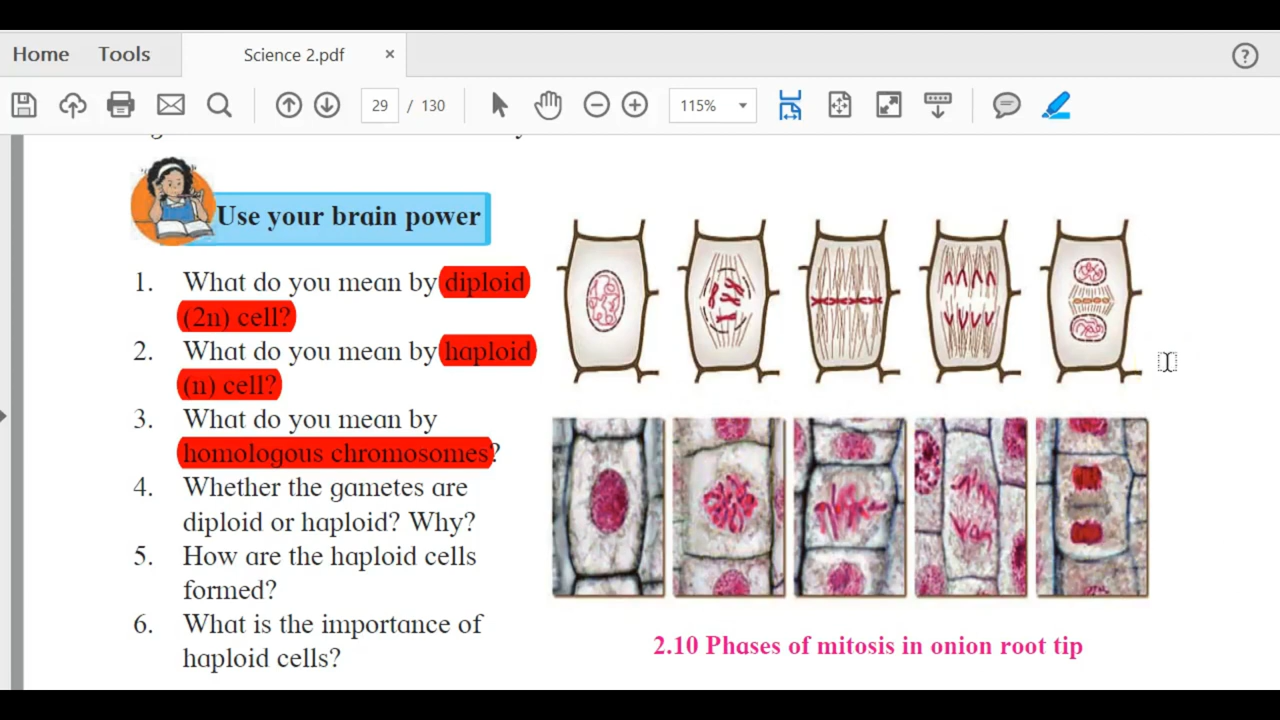 Home Tools Science 2.pdf ×
29 / 130 115%
Use your brain power
1. What do you mean by diploid
(2n) cell?
2. What do you mean by haploid
(n) cell?
3. What do you mean by
homologous chromosomes?
4. Whether the gametes are
diploid or haploid? Why?
5. How are the haploid cells
formed?
6. What is the importance of
haploid cells?
2.10 Phases of mitosis in onion root tip